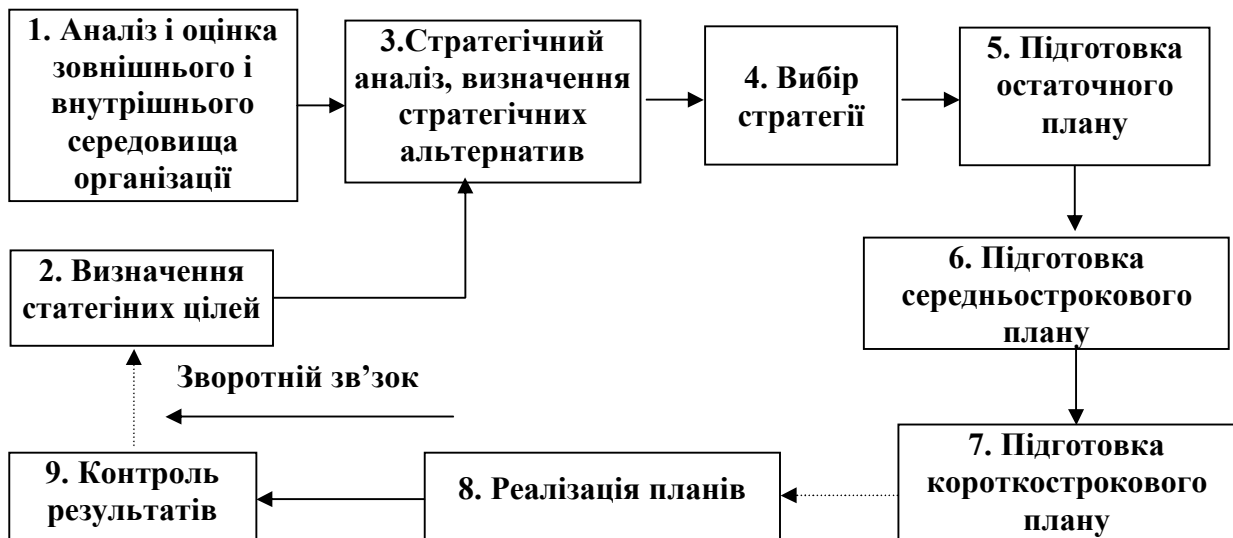 1. Аналіз і оцінка
зовнішнього і
внутрішнього
середовища
організації
3.Стратегічний
аналіз, визначення
стратегічних
альтернатив
4. Вибір
стратегії
5. Підготовка
остаточного
плану
2. Визначення
статегіних цілей
6. Підготовка
середньострокового
плану
Зворотній зв’зок
9. Контроль
результатів
8. Реалізація планів
7. Підготовка
короткострокового
плану